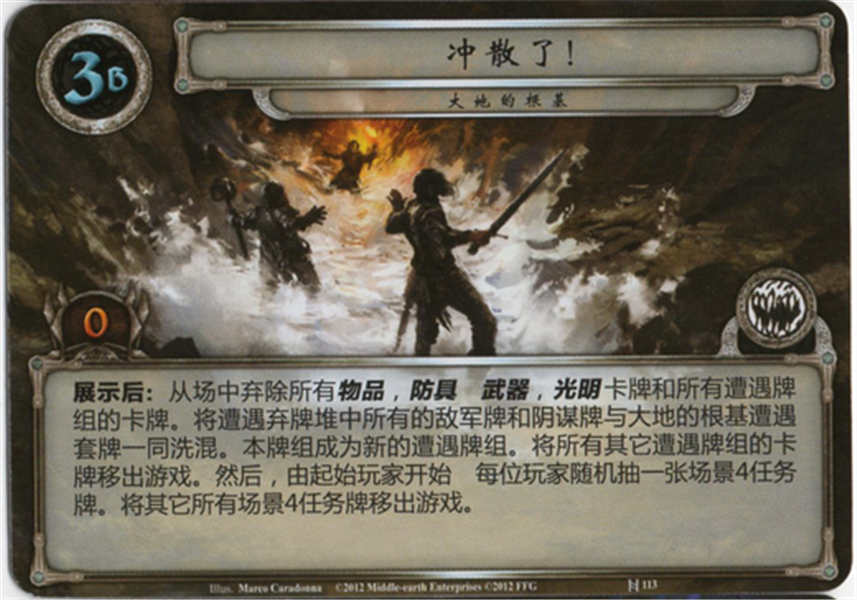 3B
冲散了!
大地的根基
0
展示后：从场中弃除所有物品，防具 武器，光明卡牌和所有遭遇牌
组的卡牌。将遭遇弃牌堆中所有的敌军牌和阴谋牌与大地的根基遭遇
套牌一同洗混。本牌组成为新的遭遇牌组。将所有其它遭遇牌组的卡
牌移出游戏。然后，由起始玩家开始 每位玩家随机抽一张场景4任务
牌。将其它所有场景4任务牌移出游戏。
Illus. Marco Caradonna ©2012 Middle-earth Enterprises ©2012 FFG 113